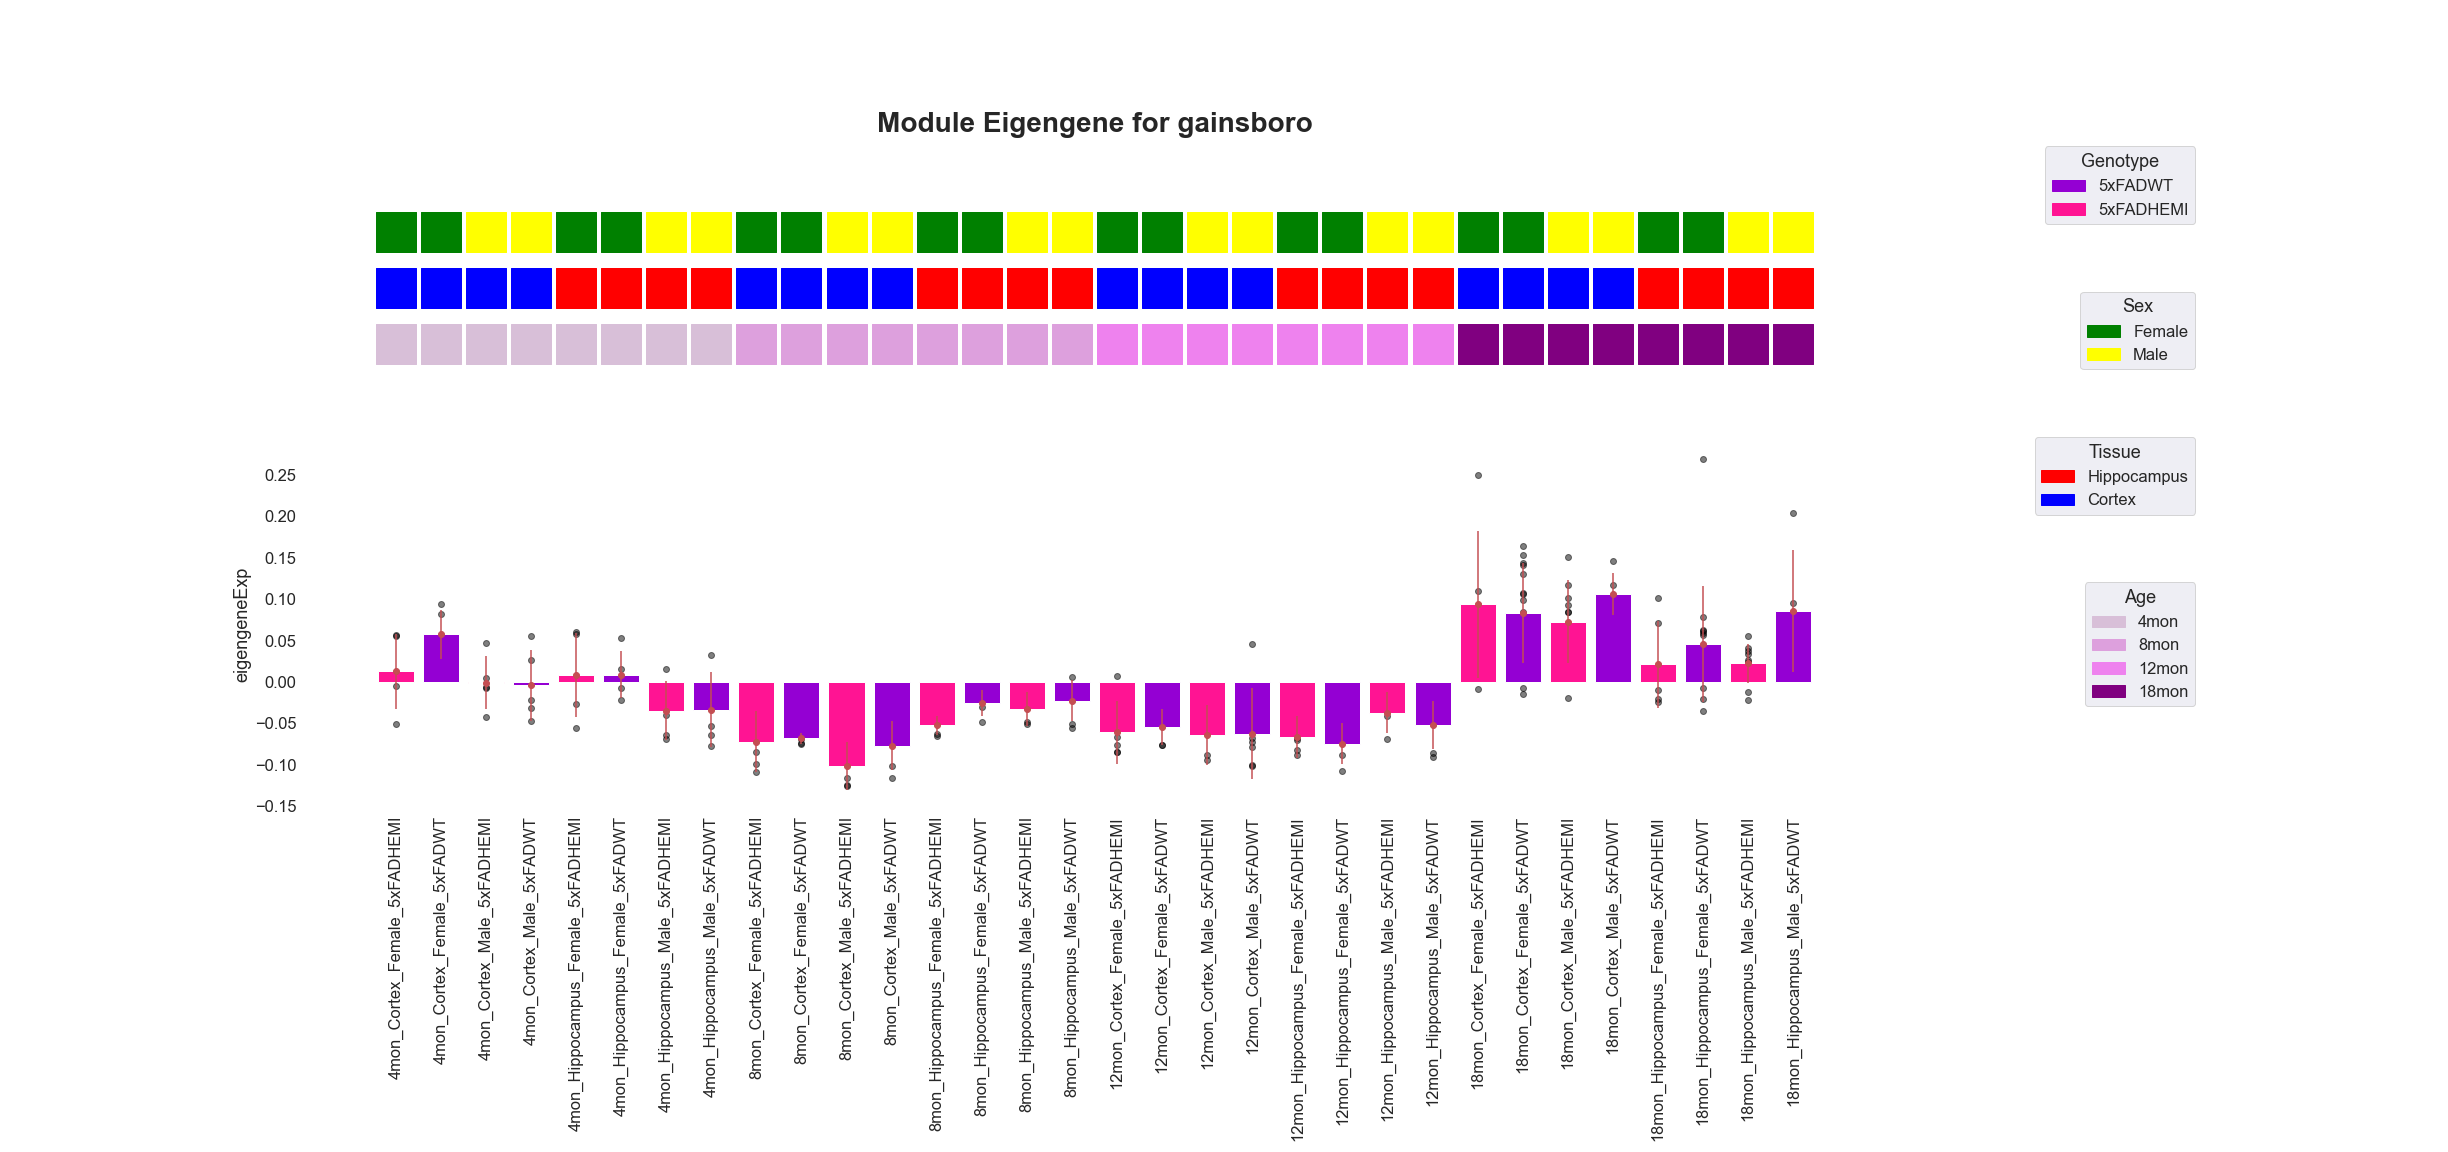 Module Eigengene for gainsboro
Genotype
5xFADWT
5xFADHEMI
Sex
Female
Male
Tissue
Hippocampus
Cortex
Age
4mon
8mon
12mon
18mon
eigengeneExp
0.25
0.20
0.15
0.10
0.05
0.00
−0.05
−0.10
−0.15
4mon_Cortex_Female_5xFADHEMI
4mon_Cortex_Female_5xFADWT
4mon_Cortex_Male_5xFADHEMI
4mon_Cortex_Male_5xFADWT
4mon_Hippocampus_Female_5xFADHEMI
4mon_Hippocampus_Female_5xFADWT
4mon_Hippocampus_Male_5xFADHEMI
4mon_Hippocampus_Male_5xFADWT
8mon_Cortex_Female_5xFADHEMI
8mon_Cortex_Female_5xFADWT
8mon_Cortex_Male_5xFADHEMI
8mon_Cortex_Male_5xFADWT
8mon_Hippocampus_Female_5xFADHEMI
8mon_Hippocampus_Female_5xFADWT
8mon_Hippocampus_Male_5xFADHEMI
8mon_Hippocampus_Male_5xFADWT
12mon_Cortex_Female_5xFADHEMI
12mon_Cortex_Female_5xFADWT
12mon_Cortex_Male_5xFADHEMI
12mon_Cortex_Male_5xFADWT
12mon_Hippocampus_Female_5xFADHEMI
12mon_Hippocampus_Female_5xFADWT
12mon_Hippocampus_Male_5xFADHEMI
12mon_Hippocampus_Male_5xFADWT
18mon_Cortex_Female_5xFADHEMI
18mon_Cortex_Female_5xFADWT
18mon_Cortex_Male_5xFADHEMI
18mon_Cortex_Male_5xFADWT
18mon_Hippocampus_Female_5xFADHEMI
18mon_Hippocampus_Female_5xFADWT
18mon_Hippocampus_Male_5xFADHEMI
18mon_Hippocampus_Male_5xFADWT